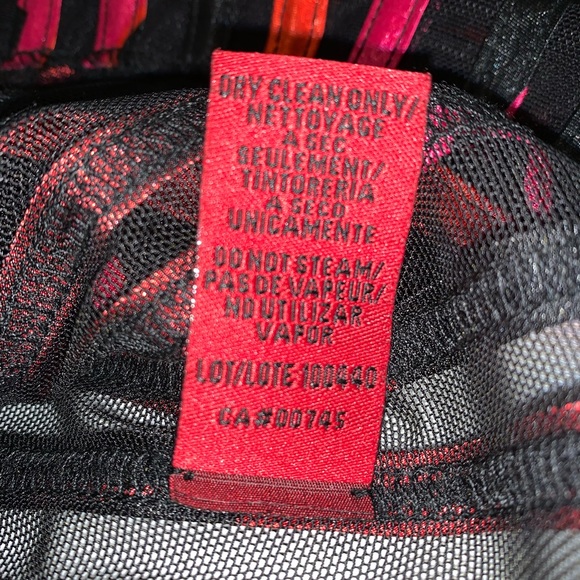 DRY CLEAN ONLY/
NETTOYAGE
A SEC
SEULEMENT/
TINTORERIA
A SECO
UNICAMENTE
DO NOT STEAM/
PAS DE VAPEUR/
NO UTILIZAR
VAPOR
LOT/LOTE 100440
CA#00745